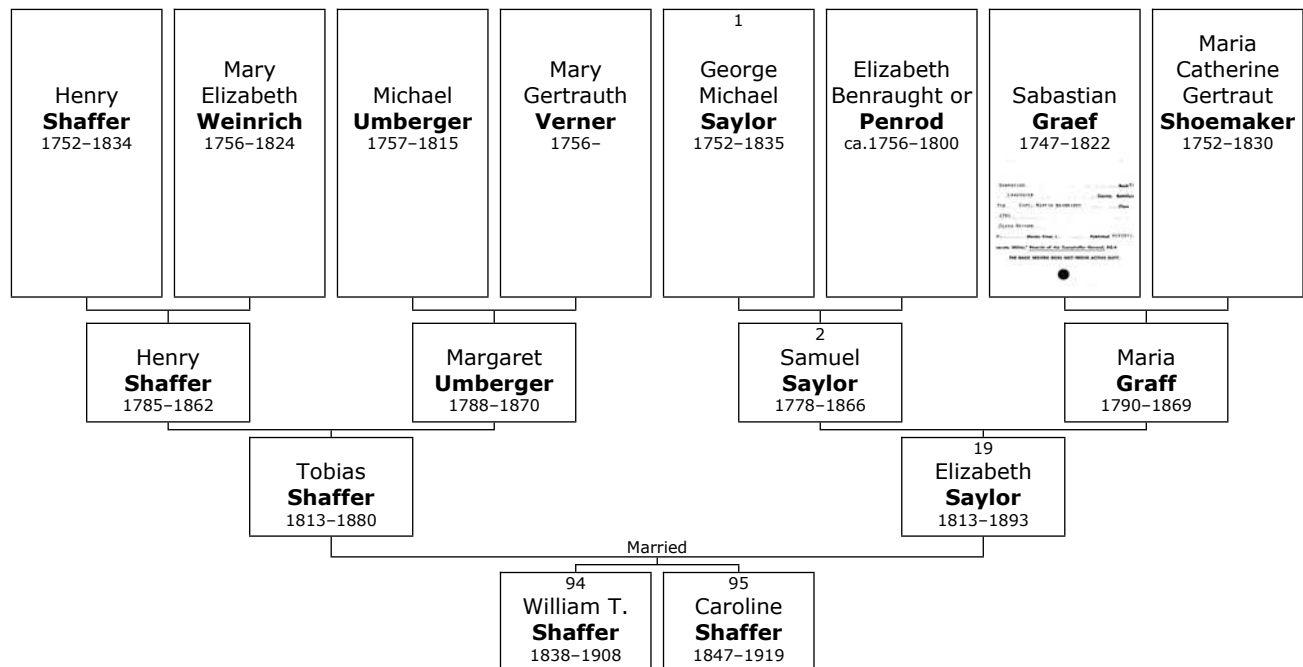 Henry
Shaffer
1752–1834
Mary
Elizabeth
Weinrich
1756–1824
Michael
Umberger
1757–1815
Mary
Gertrauth
Verner
1756–
1
George
Michael
Saylor
1752–1835
Elizabeth
Benraught or
Penrod
ca.1756–1800
Sabastian
Graef
1747–1822
Maria
Catherine
Gertraut
Shoemaker
1752–1830
Henry
Shaffer
1785–1862
Margaret
Umberger
1788–1870
2
Samuel
Saylor
1778–1866
Maria
Graff
1790–1869
Tobias
Shaffer
1813–1880
19
Elizabeth
Saylor
1813–1893
Married
94
William T.
Shaffer
1838–1908
95
Caroline
Shaffer
1847–1919